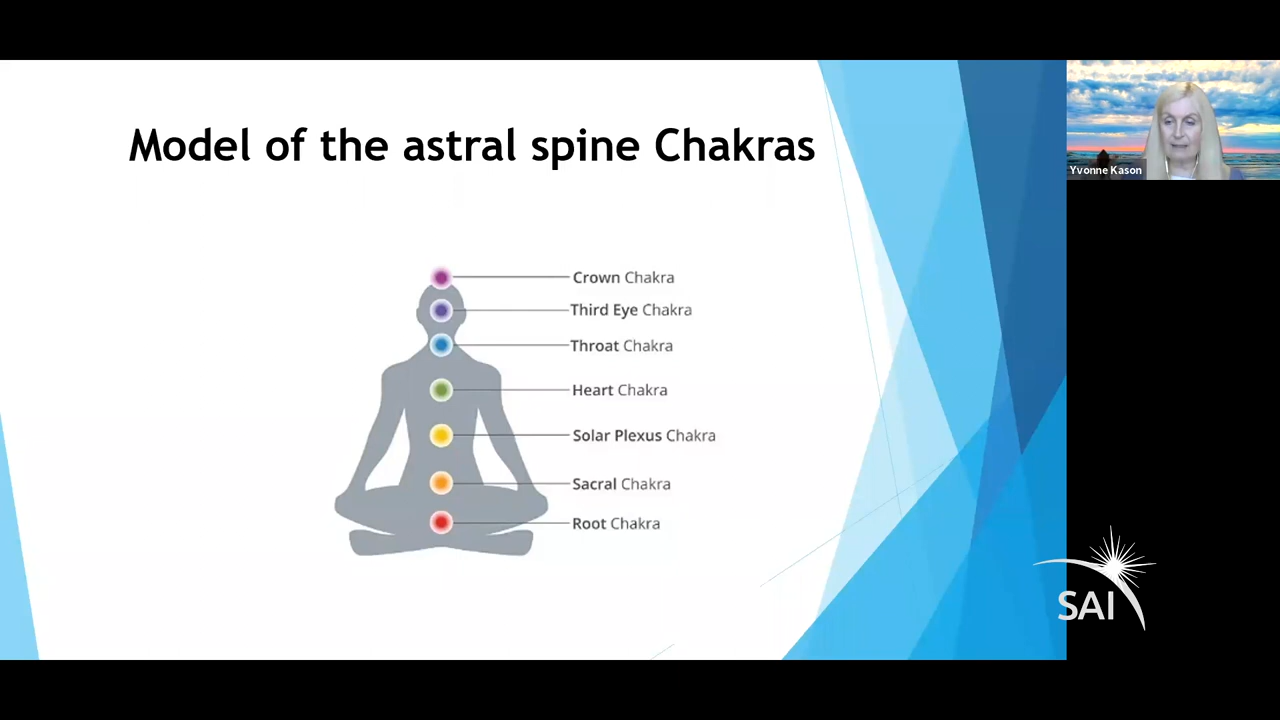 Model of the astral spine Chakras
Yvonne Kason
Crown Chakra
Third Eye Chakra
Throat Chakra
Heart Chakra
Solar Plexus Chakra
Sacral Chakra
Root Chakra
SAI